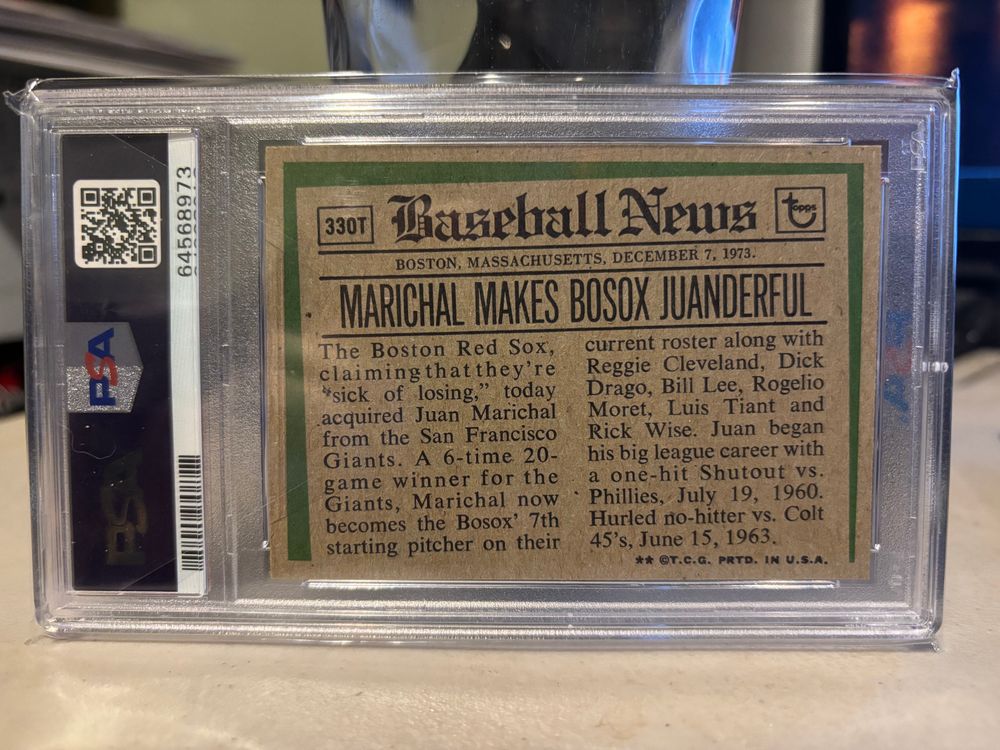 64568973
PSA
PSA
330T
Baseball News
topps
BOSTON, MASSACHUSETTS, DECEMBER 7, 1973.
MARICHAL MAKES BOSOX JUANDERFUL
The Boston Red Sox,
claiming that they're
"sick of losing," today
acquired Juan Marichal
from the San Francisco
Giants. A 6-time 20-
game winner for the
Giants, Marichal now
becomes the Bosox' 7th
starting pitcher on their
current roster along with
Reggie Cleveland, Dick
Drago, Bill Lee, Rogelio
Moret, Luis Tiant and
Rick Wise. Juan began
his big league career with
a one-hit Shutout vs.
Phillies, July 19, 1960.
Hurled no-hitter vs. Colt
45's, June 15, 1963.
** ©T.C.G. PRTD. IN U.S.A.